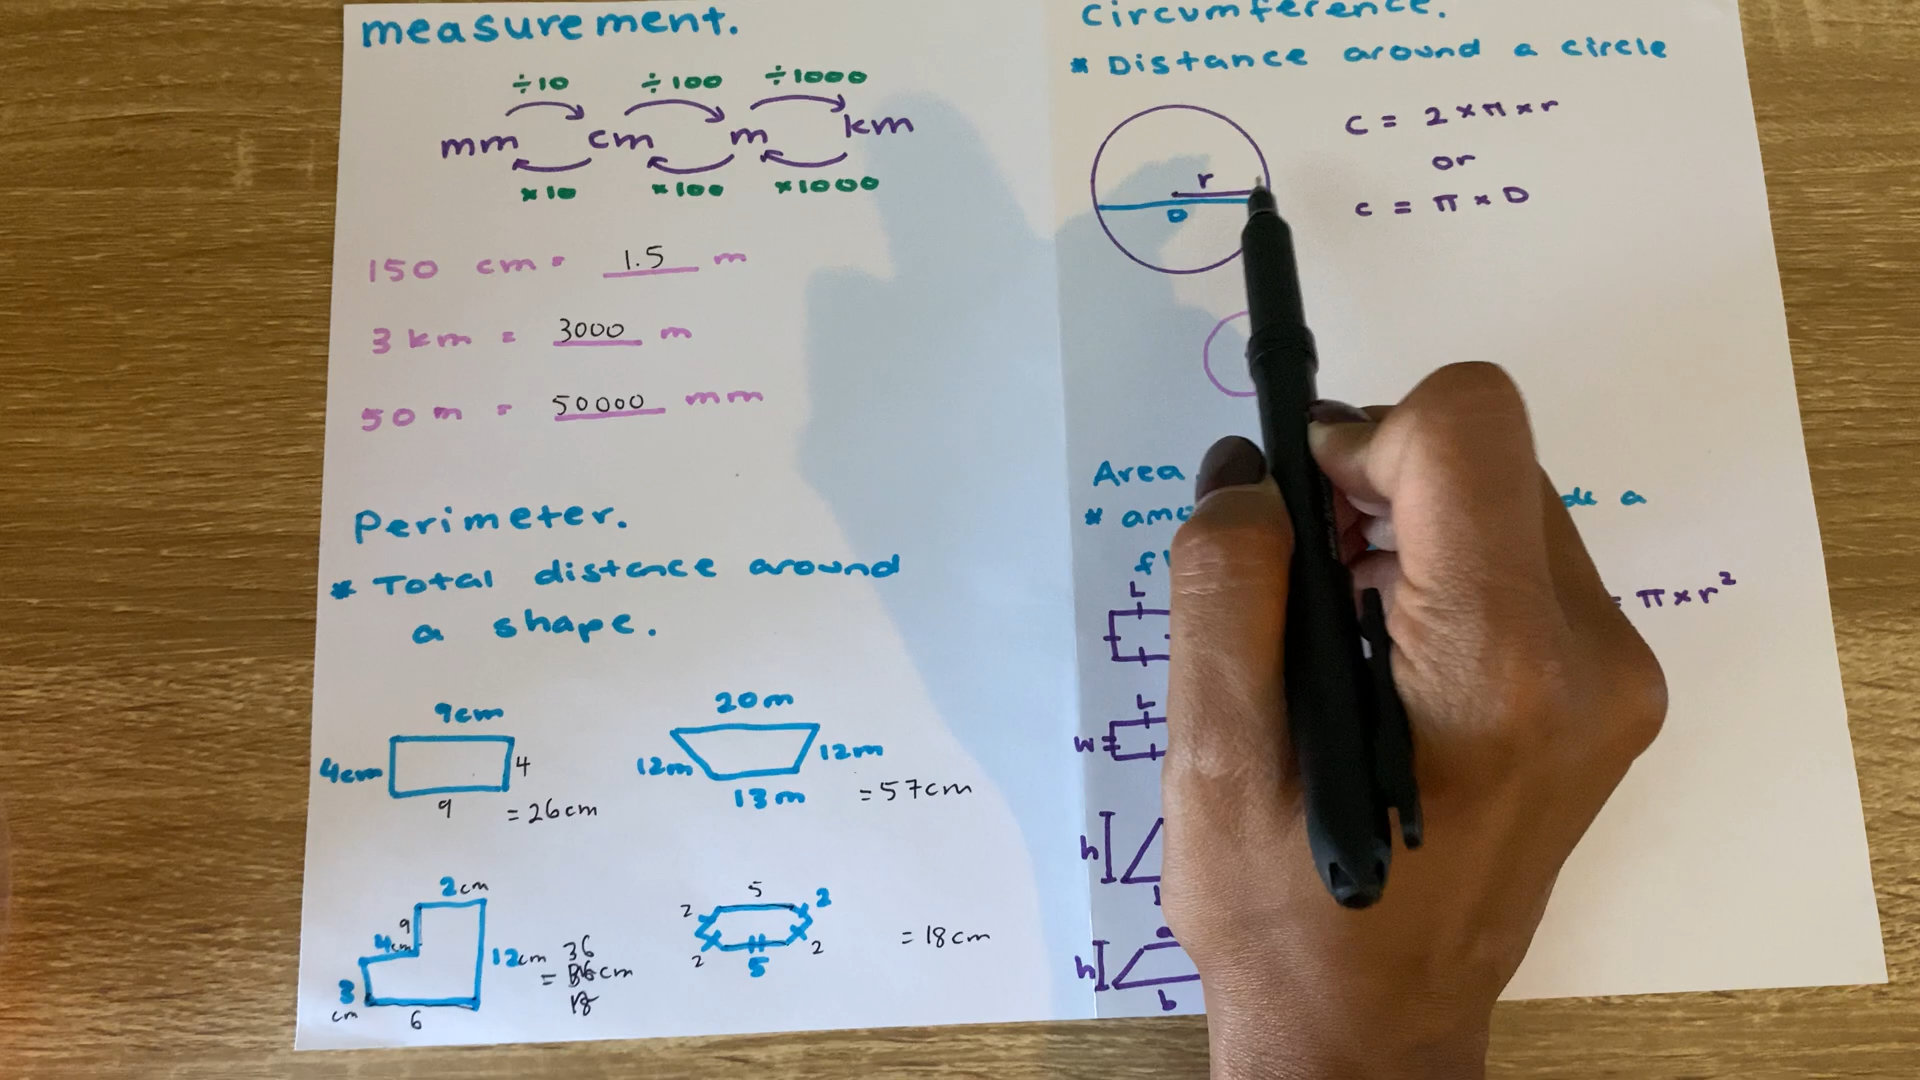 measurement.
÷10 ÷100 ÷1000
mm cm m km
×10 ×100 ×1000
150 cm = 1.5 m
3 km = 3000 m
50 m = 50000 mm
Perimeter.
* Total distance around
a shape.
9cm
4cm 4
9 = 26cm
20m
12m 12m
13m = 57cm
2cm
9
4cm
12cm 36
= cm
3
cm
6
5
2 2
2 2
5
= 18cm
Circumference.
* Distance around a circle
r
D
C = 2 × π × r
or
C = π × D
Area
a
= π × r²
L
L
W
h
h
b